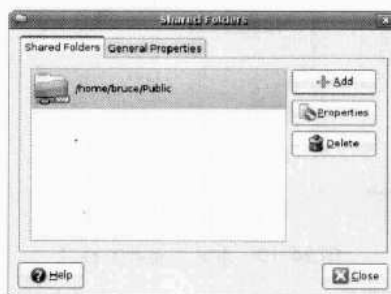 Shared Folders
Shared Folders General Properties
/home/bruce/Public
Add
Properties
Delete
Help
Close